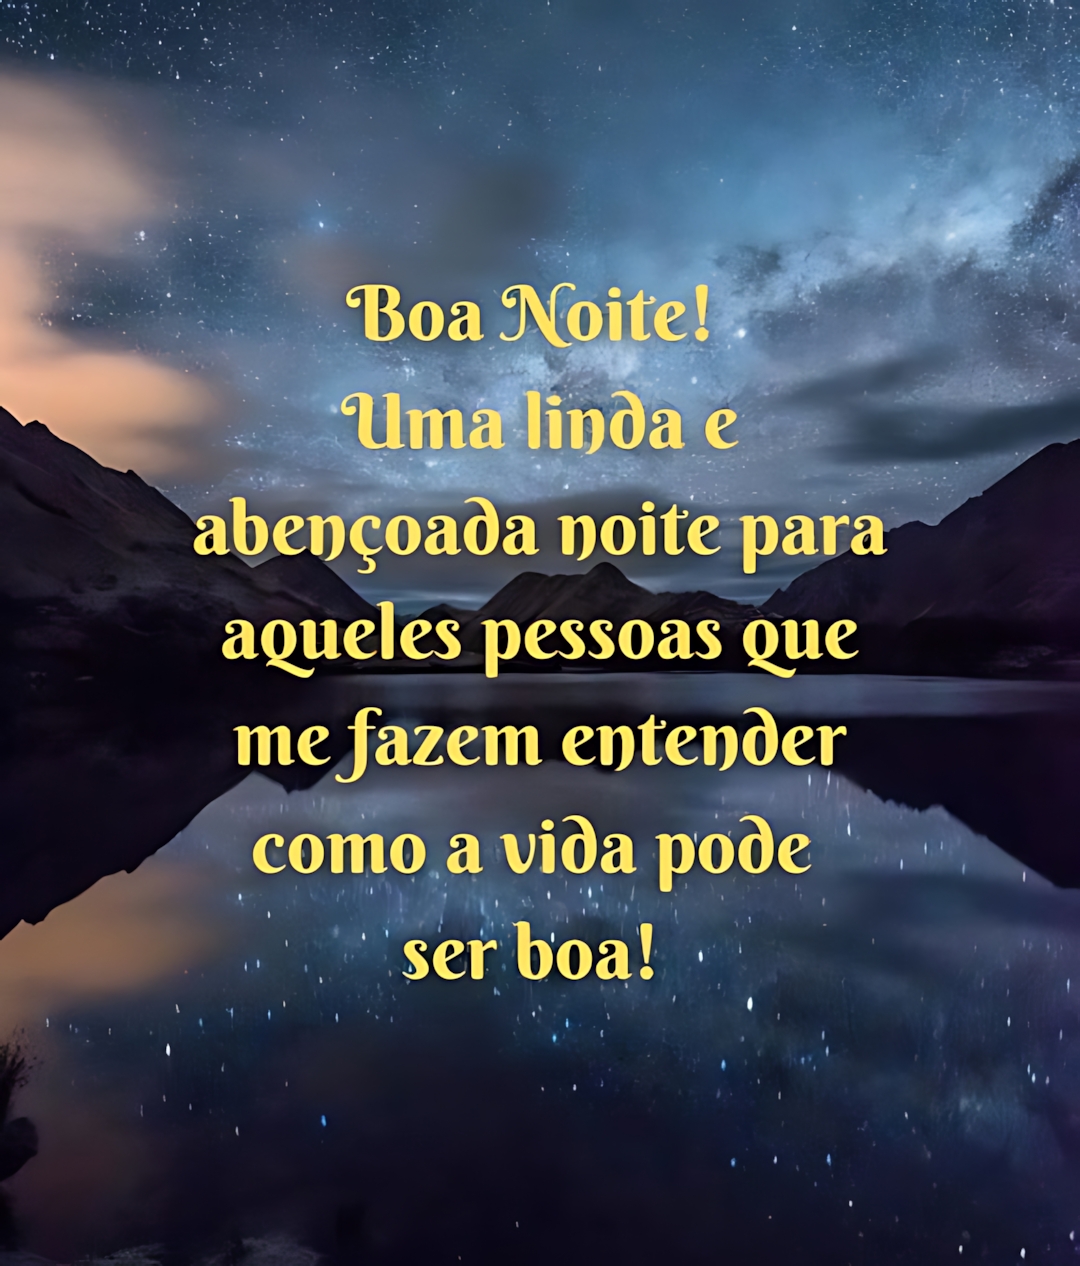 Boa Noite!
Uma linda e
abençoada noite para
aqueles pessoas que
me fazem entender
como a vida pode
ser boa!